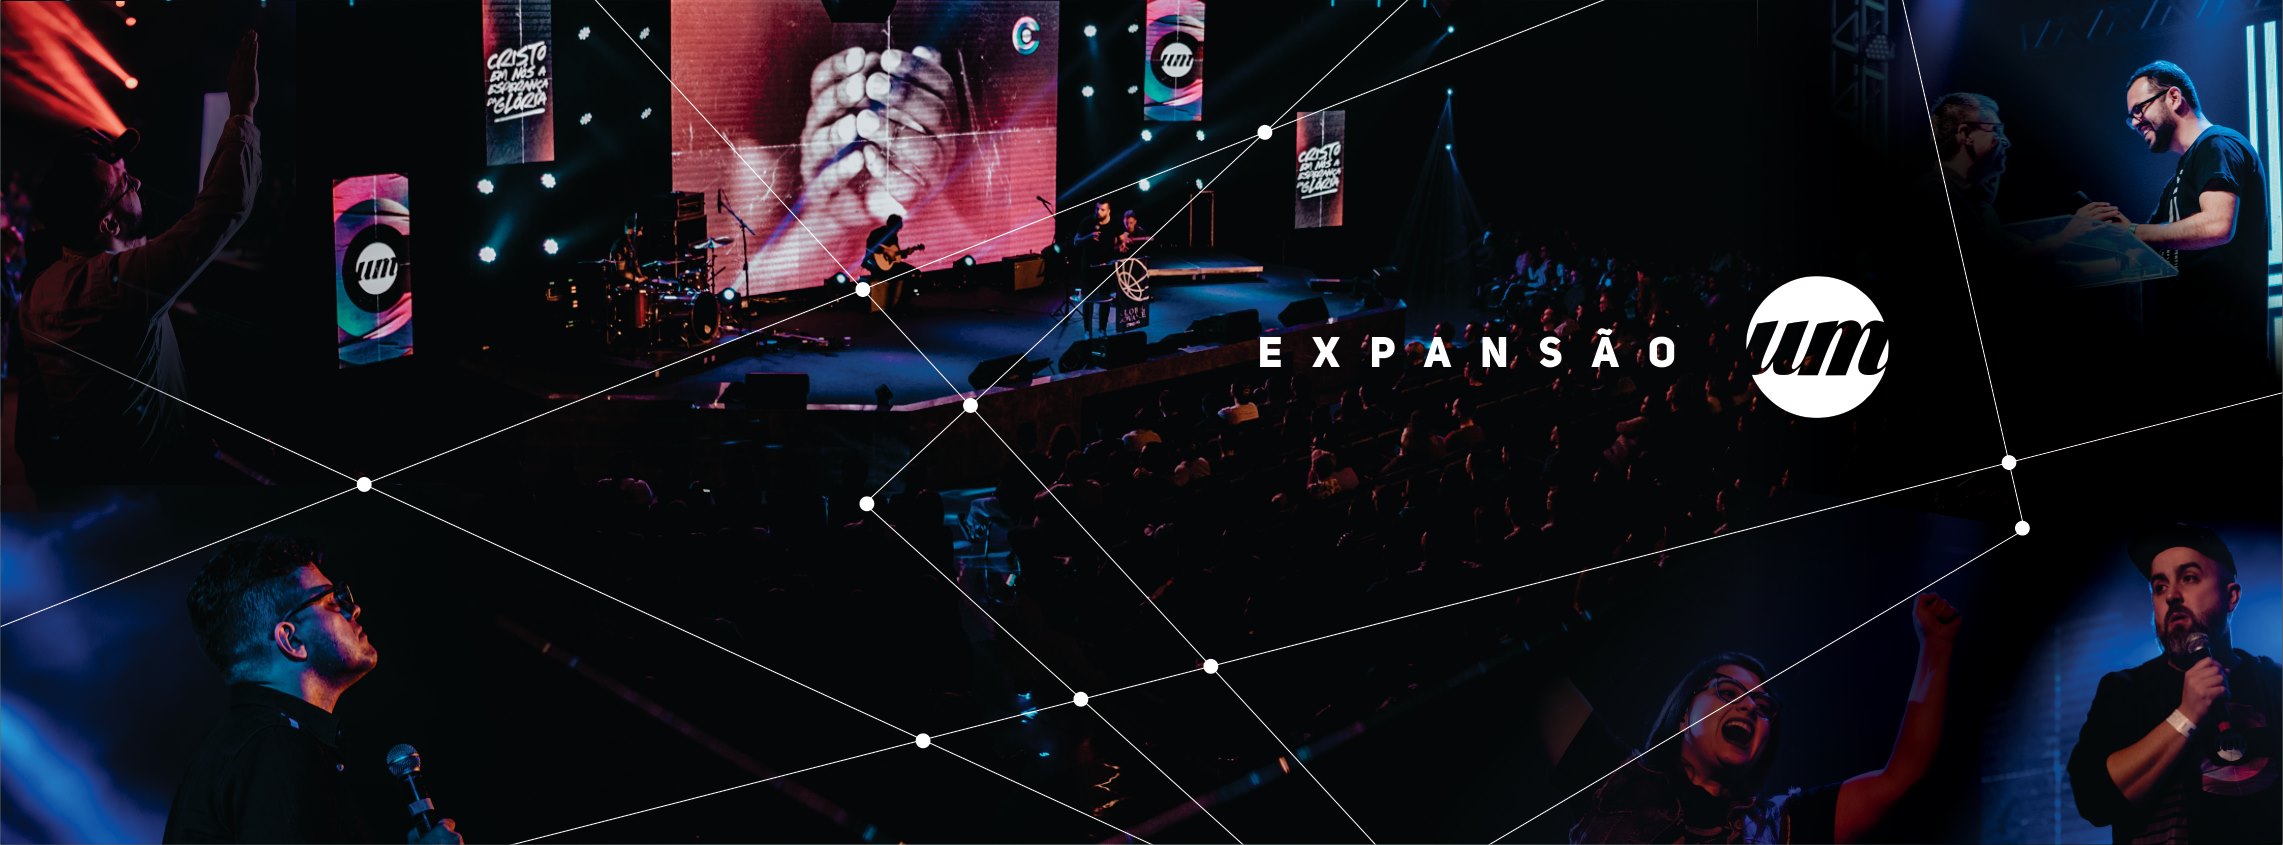 CRISTO
EM NÓS A
ESPERANÇA
DA GLÓRIA
um
um
CRISTO
EM NÓS A
ESPERANÇA
DA GLÓRIA
um
EXPANSÃO
um